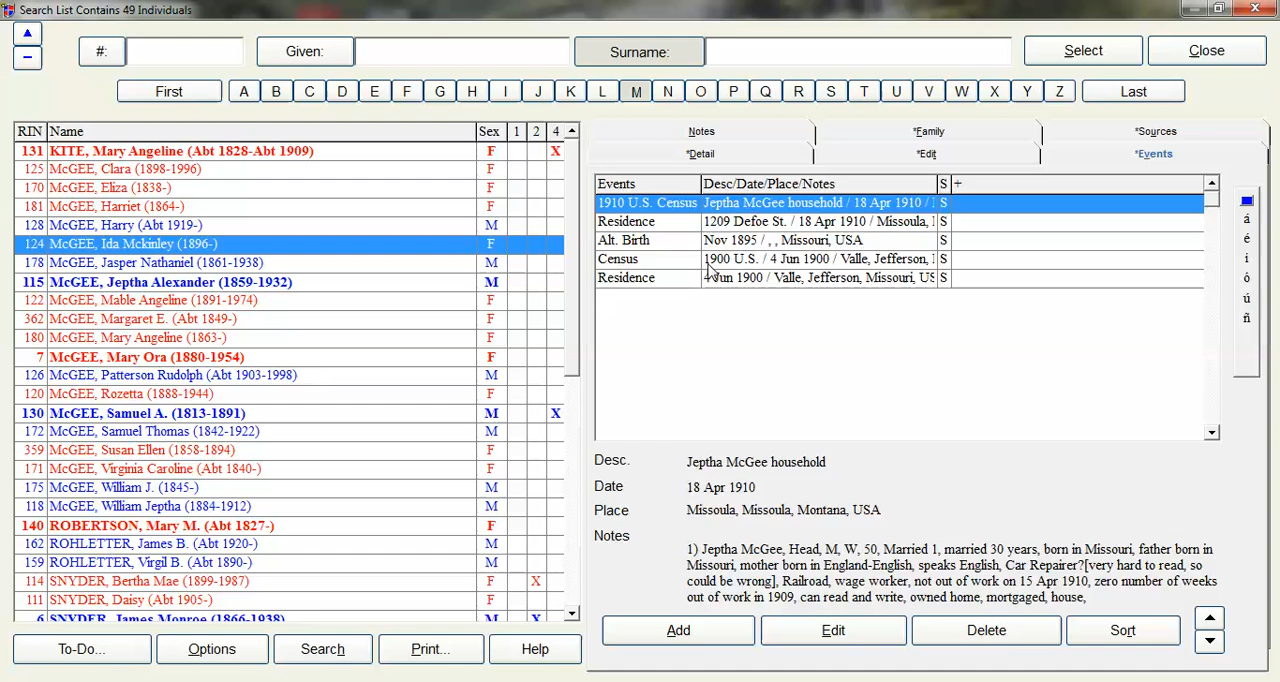 Search List Contains 49 Individuals
#: Given: Surname: Select Close
First A B C D E F G H I J K L M N O P Q R S T U V W X Y Z Last
RIN Name Sex 1 2 4
131 KITE, Mary Angeline (Abt 1828-Abt 1909) F X
125 McGEE, Clara (1898-1996) F
170 McGEE, Eliza (1838-) F
181 McGEE, Harriet (1864-) F
128 McGEE, Harry (Abt 1919-) M
124 McGEE, Ida Mckinley (1896-) F
178 McGEE, Jasper Nathaniel (1861-1938) M
115 McGEE, Jeptha Alexander (1859-1932) M
122 McGEE, Mable Angeline (1891-1974) F
362 McGEE, Margaret E. (Abt 1849-) F
180 McGEE, Mary Angeline (1863-) F
7 McGEE, Mary Ora (1880-1954) F
126 McGEE, Patterson Rudolph (Abt 1903-1998) M
120 McGEE, Rozetta (1888-1944) F
130 McGEE, Samuel A. (1813-1891) M X
172 McGEE, Samuel Thomas (1842-1922) M
359 McGEE, Susan Ellen (1858-1894) F
171 McGEE, Virginia Caroline (Abt 1840-) F
175 McGEE, William J. (1845-) M
118 McGEE, William Jeptha (1884-1912) M
140 ROBERTSON, Mary M. (Abt 1827-) F
162 ROHLETTER, James B. (Abt 1920-) M
159 ROHLETTER, Virgil B. (Abt 1890-) M
114 SNYDER, Bertha Mae (1899-1987) F X
111 SNYDER, Daisy (Abt 1905-) F
6 SNYDER, James Monroe (1866-1938) M X
To-Do... Options Search Print... Help
Notes *Family *Sources
*Detail *Edit *Events
Events Desc/Date/Place/Notes S +
1910 U.S. Census Jeptha McGee household / 18 Apr 1910 / S
Residence 1209 Defoe St. / 18 Apr 1910 / Missoula, S
Alt. Birth Nov 1895 / , , Missouri, USA S
Census 1900 U.S. / 4 Jun 1900 / Valle, Jefferson, S
Residence 4 Jun 1900 / Valle, Jefferson, Missouri, US S
á
é
í
ó
ú
ñ
Desc. Jeptha McGee household
Date 18 Apr 1910
Place Missoula, Missoula, Montana, USA
Notes
1) Jeptha McGee, Head, M, W, 50, Married 1, married 30 years, born in Missouri, father born in
Missouri, mother born in England-English, speaks English, Car Repairer?[very hard to read, so
could be wrong], Railroad, wage worker, not out of work on 15 Apr 1910, zero number of weeks
out of work in 1909, can read and write, owned home, mortgaged, house,
Add Edit Delete Sort